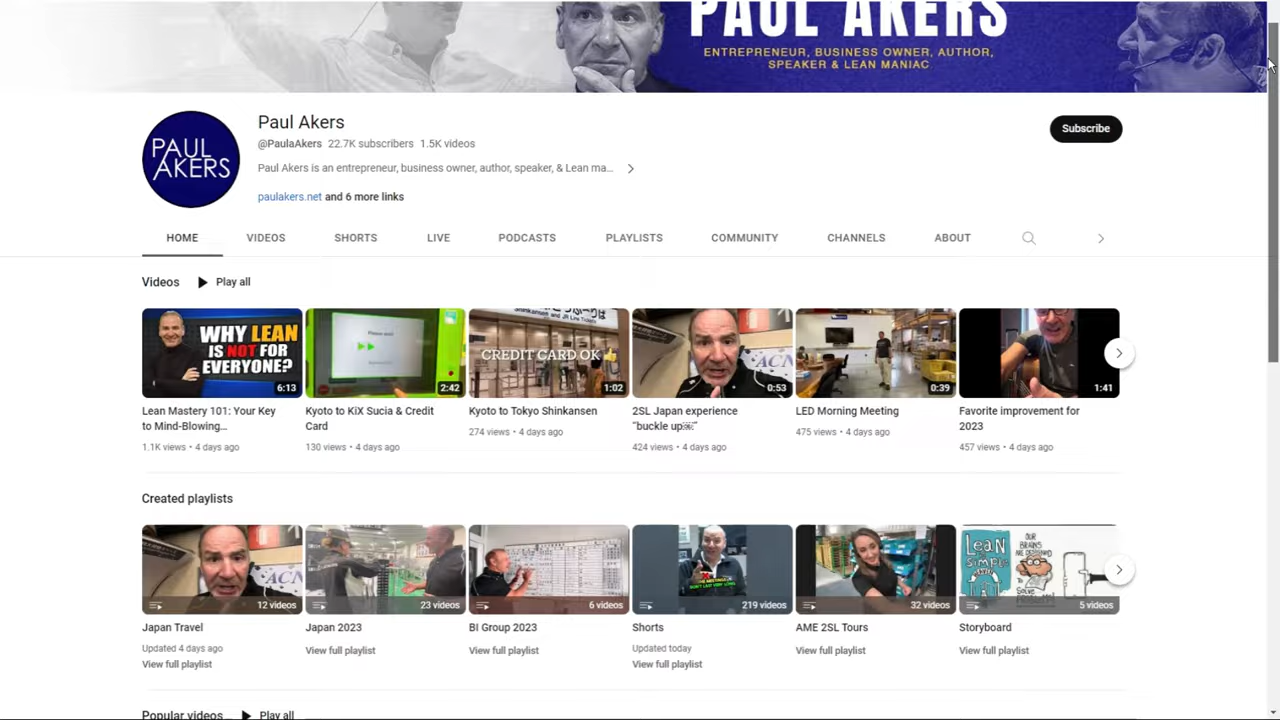 PAUL AKERS
ENTREPRENEUR, BUSINESS OWNER, AUTHOR,
SPEAKER & LEAN MANIAC
PAUL
AKERS
Paul Akers
@PaulaAkers 22.7K subscribers 1.5K videos
Paul Akers is an entrepreneur, business owner, author, speaker, & Lean ma...
paulakers.net and 6 more links
Subscribe
HOME VIDEOS SHORTS LIVE PODCASTS PLAYLISTS COMMUNITY CHANNELS ABOUT
Videos Play all
WHY LEAN
IS NOT FOR
EVERYONE?
6:13
Please wait
2:42
Shinkansen and JR Line Tickets
CREDIT CARD OK
1:02
0:53
0:39
1:41
Lean Mastery 101: Your Key
to Mind-Blowing...
1.1K views • 4 days ago
Kyoto to KiX Sucia & Credit
Card
130 views • 4 days ago
Kyoto to Tokyo Shinkansen
274 views • 4 days ago
2SL Japan experience
"buckle up￼"
424 views • 4 days ago
LED Morning Meeting
475 views • 4 days ago
Favorite improvement for
2023
457 views • 4 days ago
Created playlists
12 videos
23 videos
6 videos
219 videos
32 videos
Lean
OUR
BRAINS
5 videos
Japan Travel
Updated 4 days ago
View full playlist
Japan 2023
View full playlist
BI Group 2023
View full playlist
Shorts
Updated today
View full playlist
AME 2SL Tours
View full playlist
Storyboard
View full playlist
Popular videos Play all